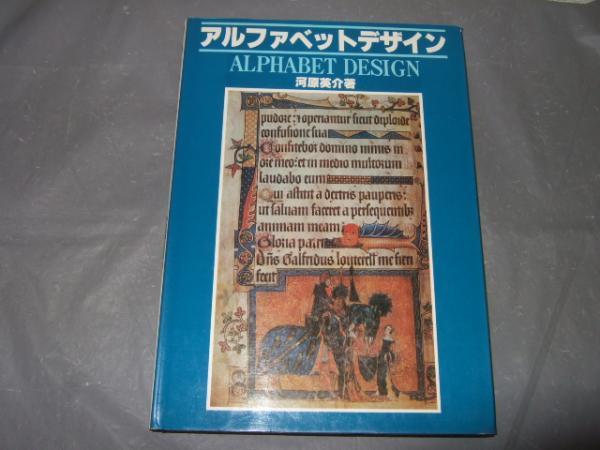 アルファベットデザイン
ALPHABET DESIGN
河原英介著
pudore: ⁊ operiantur sicut diploide
confusione sua
Confitebor domino nimis in
ore meo: et in medio multorum
laudabo eum
Qui astitit a dextris pauperis:
ut saluam faceret a persequentib
animam meam
Gloria patri
Dns Galfridus louterell me fieri
fecit